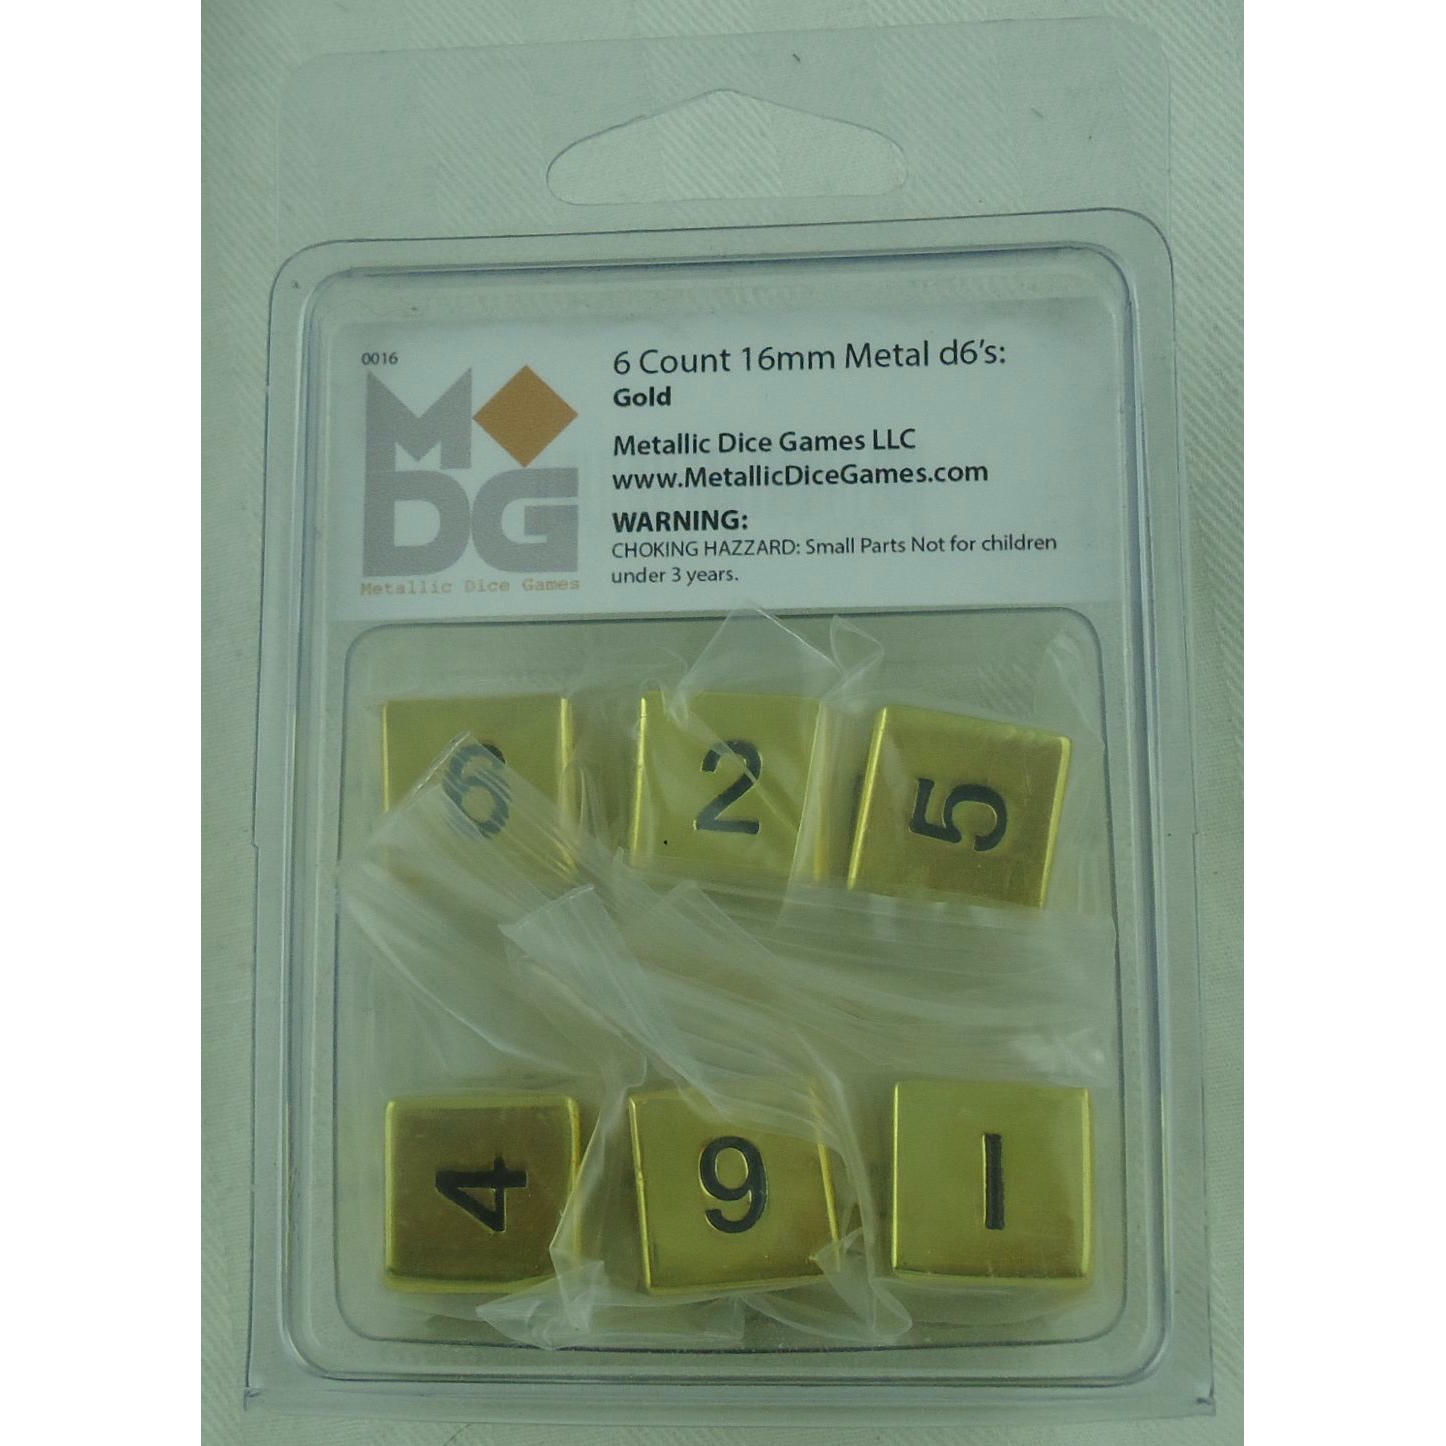 0016
MDG
Metallic Dice Games
6 Count 16mm Metal d6's:
Gold
Metallic Dice Games LLC
www.MetallicDiceGames.com
WARNING:
CHOKING HAZZARD: Small Parts Not for children
under 3 years.
6 2 5
4 9 1